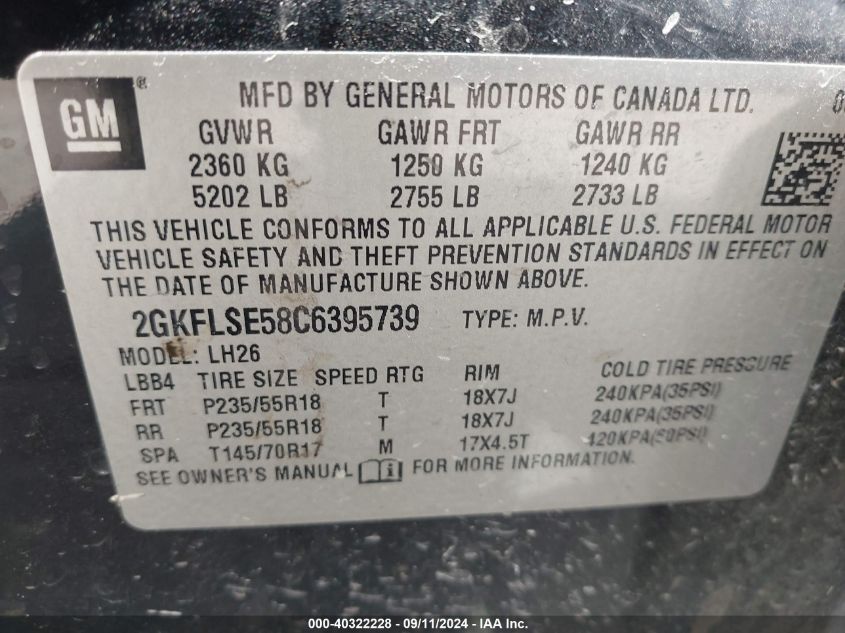 GM ®
MFD BY GENERAL MOTORS OF CANADA LTD. 0
GVWR GAWR FRT GAWR RR
2360 KG 1250 KG 1240 KG
5202 LB 2755 LB 2733 LB
THIS VEHICLE CONFORMS TO ALL APPLICABLE U.S. FEDERAL MOTOR
VEHICLE SAFETY AND THEFT PREVENTION STANDARDS IN EFFECT ON
THE DATE OF MANUFACTURE SHOWN ABOVE.
2GKFLSE58C6395739 TYPE: M.P.V.
MODEL: LH26
LBB4 TIRE SIZE SPEED RTG RIM COLD TIRE PRESSURE
FRT P235/55R18 T 18X7J 240KPA(35PSI)
RR P235/55R18 T 18X7J 240KPA(35PSI)
SPA T145/70R17 M 17X4.5T 420KPA(60PSI)
SEE OWNER'S MANUAL FOR MORE INFORMATION.
000-40322228 - 09/11/2024 - IAA Inc.